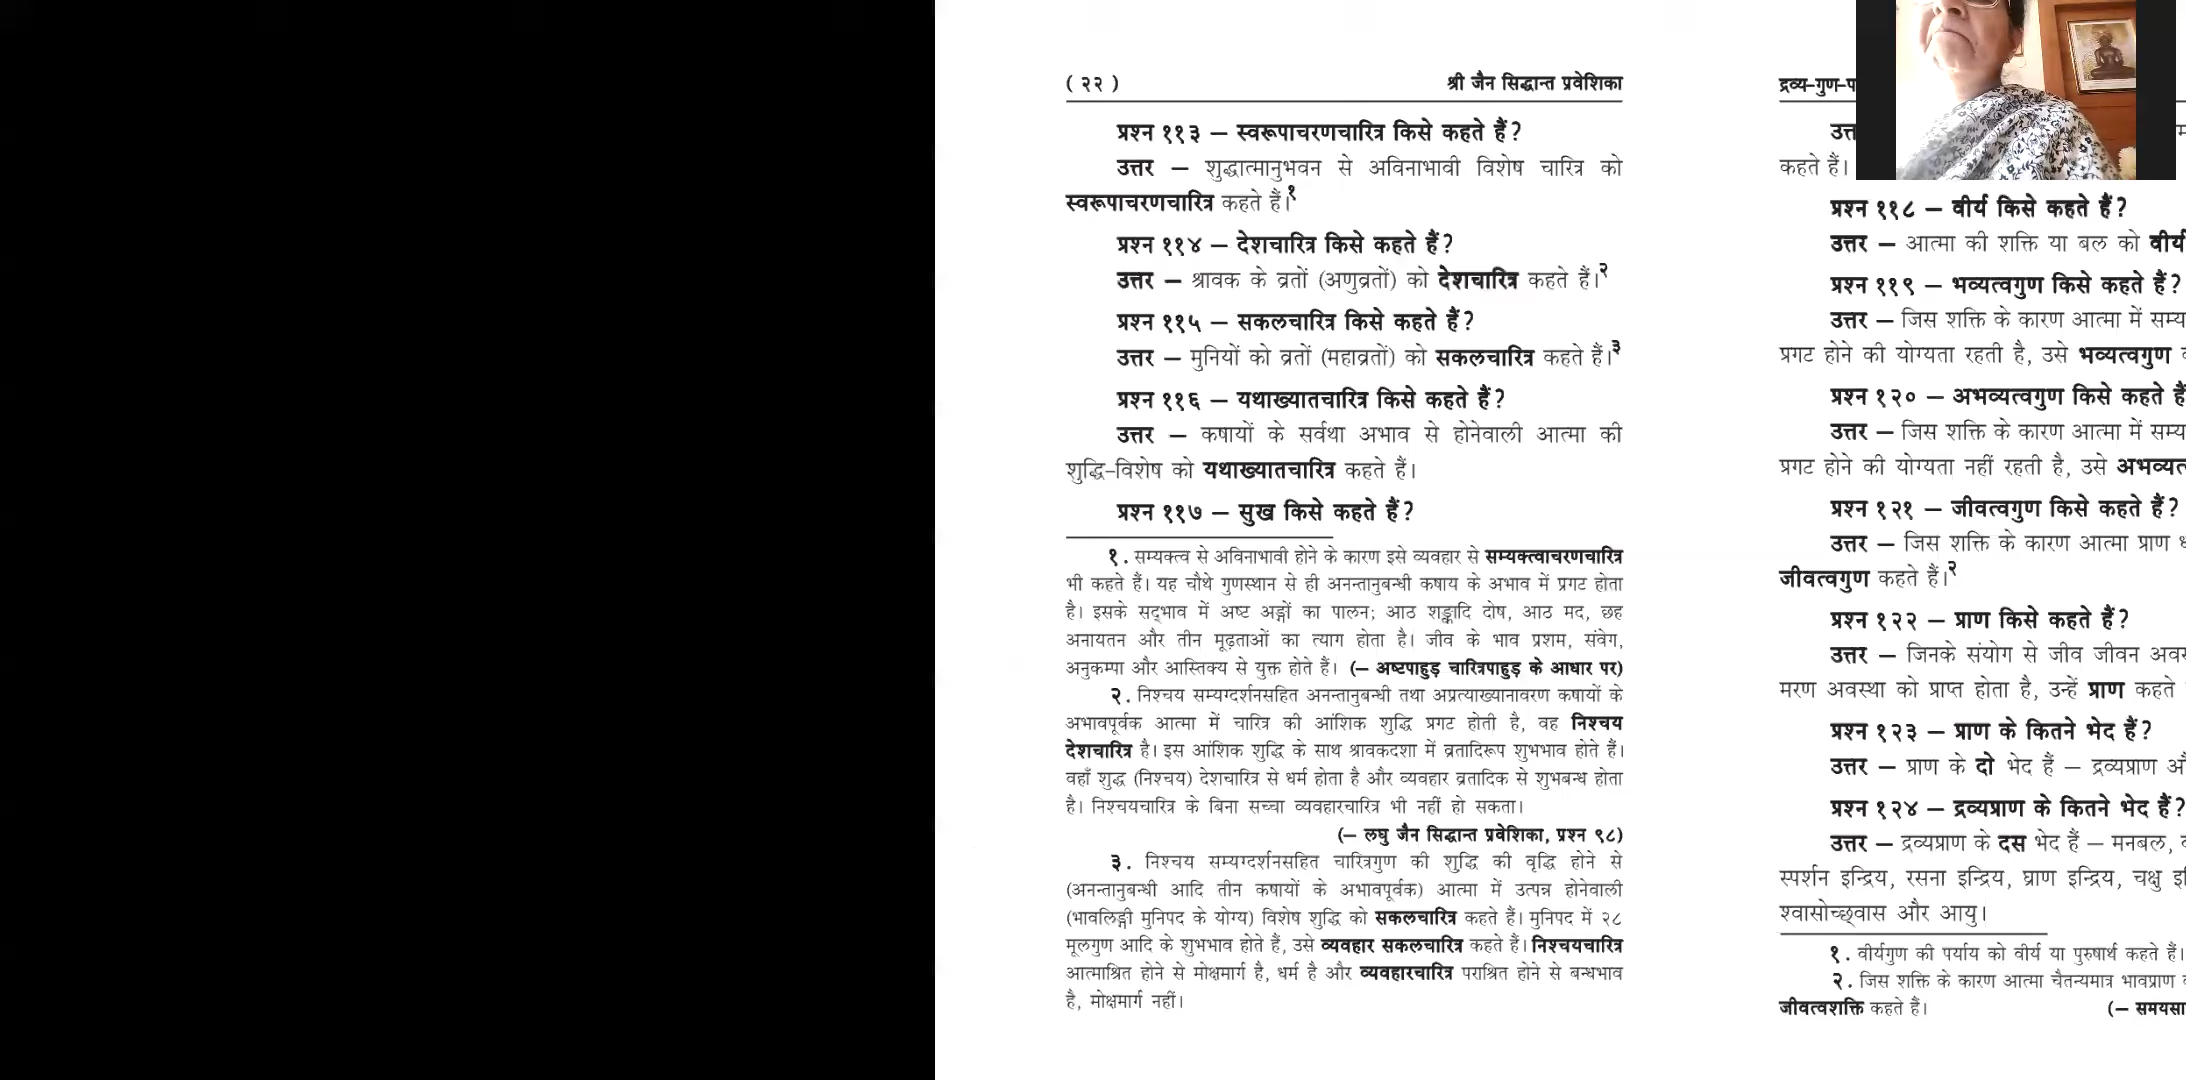 ( २२ ) श्री जैन सिद्धान्त प्रवेशिका
प्रश्न ११३ – स्वरूपाचरणचारित्र किसे कहते हैं?
उत्तर – शुद्धात्मानुभवन से अविनाभावी विशेष चारित्र को
स्वरूपाचरणचारित्र कहते हैं।१
प्रश्न ११४ – देशचारित्र किसे कहते हैं?
उत्तर – श्रावक के व्रतों (अणुव्रतों) को देशचारित्र कहते हैं।२
प्रश्न ११५ – सकलचारित्र किसे कहते हैं?
उत्तर – मुनियों को व्रतों (महाव्रतों) को सकलचारित्र कहते हैं।३
प्रश्न ११६ – यथाख्यातचारित्र किसे कहते हैं?
उत्तर – कषायों के सर्वथा अभाव से होनेवाली आत्मा की
शुद्धि-विशेष को यथाख्यातचारित्र कहते हैं।
प्रश्न ११७ – सुख किसे कहते हैं?
१. सम्यक्त्व से अविनाभावी होने के कारण इसे व्यवहार से सम्यक्त्वाचरणचारित्र
भी कहते हैं। यह चौथे गुणस्थान से ही अनन्तानुबन्धी कषाय के अभाव में प्रगट होता
है। इसके सद्भाव में अष्ट अङ्गों का पालन; आठ शङ्कादि दोष, आठ मद, छह
अनायतन और तीन मूढ़ताओं का त्याग होता है। जीव के भाव प्रशम, संवेग,
अनुकम्पा और आस्तिक्य से युक्त होते हैं। (– अष्टपाहुड़ चारित्रपाहुड़ के आधार पर)
२. निश्चय सम्यग्दर्शनसहित अनन्तानुबन्धी तथा अप्रत्याख्यानावरण कषायों के
अभावपूर्वक आत्मा में चारित्र की आंशिक शुद्धि प्रगट होती है, वह निश्चय
देशचारित्र है। इस आंशिक शुद्धि के साथ श्रावकदशा में व्रतादिरूप शुभभाव होते हैं।
वहाँ शुद्ध (निश्चय) देशचारित्र से धर्म होता है और व्यवहार व्रतादिक से शुभबन्ध होता
है। निश्चयचारित्र के बिना सच्चा व्यवहारचारित्र भी नहीं हो सकता।
(– लघु जैन सिद्धान्त प्रवेशिका, प्रश्न ९८)
३. निश्चय सम्यग्दर्शनसहित चारित्रगुण की शुद्धि की वृद्धि होने से
(अनन्तानुबन्धी आदि तीन कषायों के अभावपूर्वक) आत्मा में उत्पन्न होनेवाली
(भावलिङ्गी मुनिपद के योग्य) विशेष शुद्धि को सकलचारित्र कहते हैं। मुनिपद में २८
मूलगुण आदि के शुभभाव होते हैं, उसे व्यवहार सकलचारित्र कहते हैं। निश्चयचारित्र
आत्माश्रित होने से मोक्षमार्ग है, धर्म है और व्यवहारचारित्र पराश्रित होने से बन्धभाव
है, मोक्षमार्ग नहीं।
द्रव्य-गुण-प
उत्त
कहते हैं।
प्रश्न ११८ – वीर्य किसे कहते हैं?
उत्तर – आत्मा की शक्ति या बल को वीर्य
प्रश्न ११९ – भव्यत्वगुण किसे कहते हैं?
उत्तर – जिस शक्ति के कारण आत्मा में सम्य
प्रगट होने की योग्यता रहती है, उसे भव्यत्वगुण
प्रश्न १२० – अभव्यत्वगुण किसे कहते हैं
उत्तर – जिस शक्ति के कारण आत्मा में सम्य
प्रगट होने की योग्यता नहीं रहती है, उसे अभव्यत्
प्रश्न १२१ – जीवत्वगुण किसे कहते हैं?
उत्तर – जिस शक्ति के कारण आत्मा प्राण
जीवत्वगुण कहते हैं।२
प्रश्न १२२ – प्राण किसे कहते हैं?
उत्तर – जिनके संयोग से जीव जीवन अवस
मरण अवस्था को प्राप्त होता है, उन्हें प्राण कहते
प्रश्न १२३ – प्राण के कितने भेद हैं?
उत्तर – प्राण के दो भेद हैं – द्रव्यप्राण औ
प्रश्न १२४ – द्रव्यप्राण के कितने भेद हैं?
उत्तर – द्रव्यप्राण के दस भेद हैं – मनबल,
स्पर्शन इन्द्रिय, रसना इन्द्रिय, घ्राण इन्द्रिय, चक्षु इ
श्वासोच्छ्वास और आयु।
१. वीर्यगुण की पर्याय को वीर्य या पुरुषार्थ कहते हैं।
२. जिस शक्ति के कारण आत्मा चैतन्यमात्र भावप्राण
जीवत्वशक्ति कहते हैं। (– समयसा